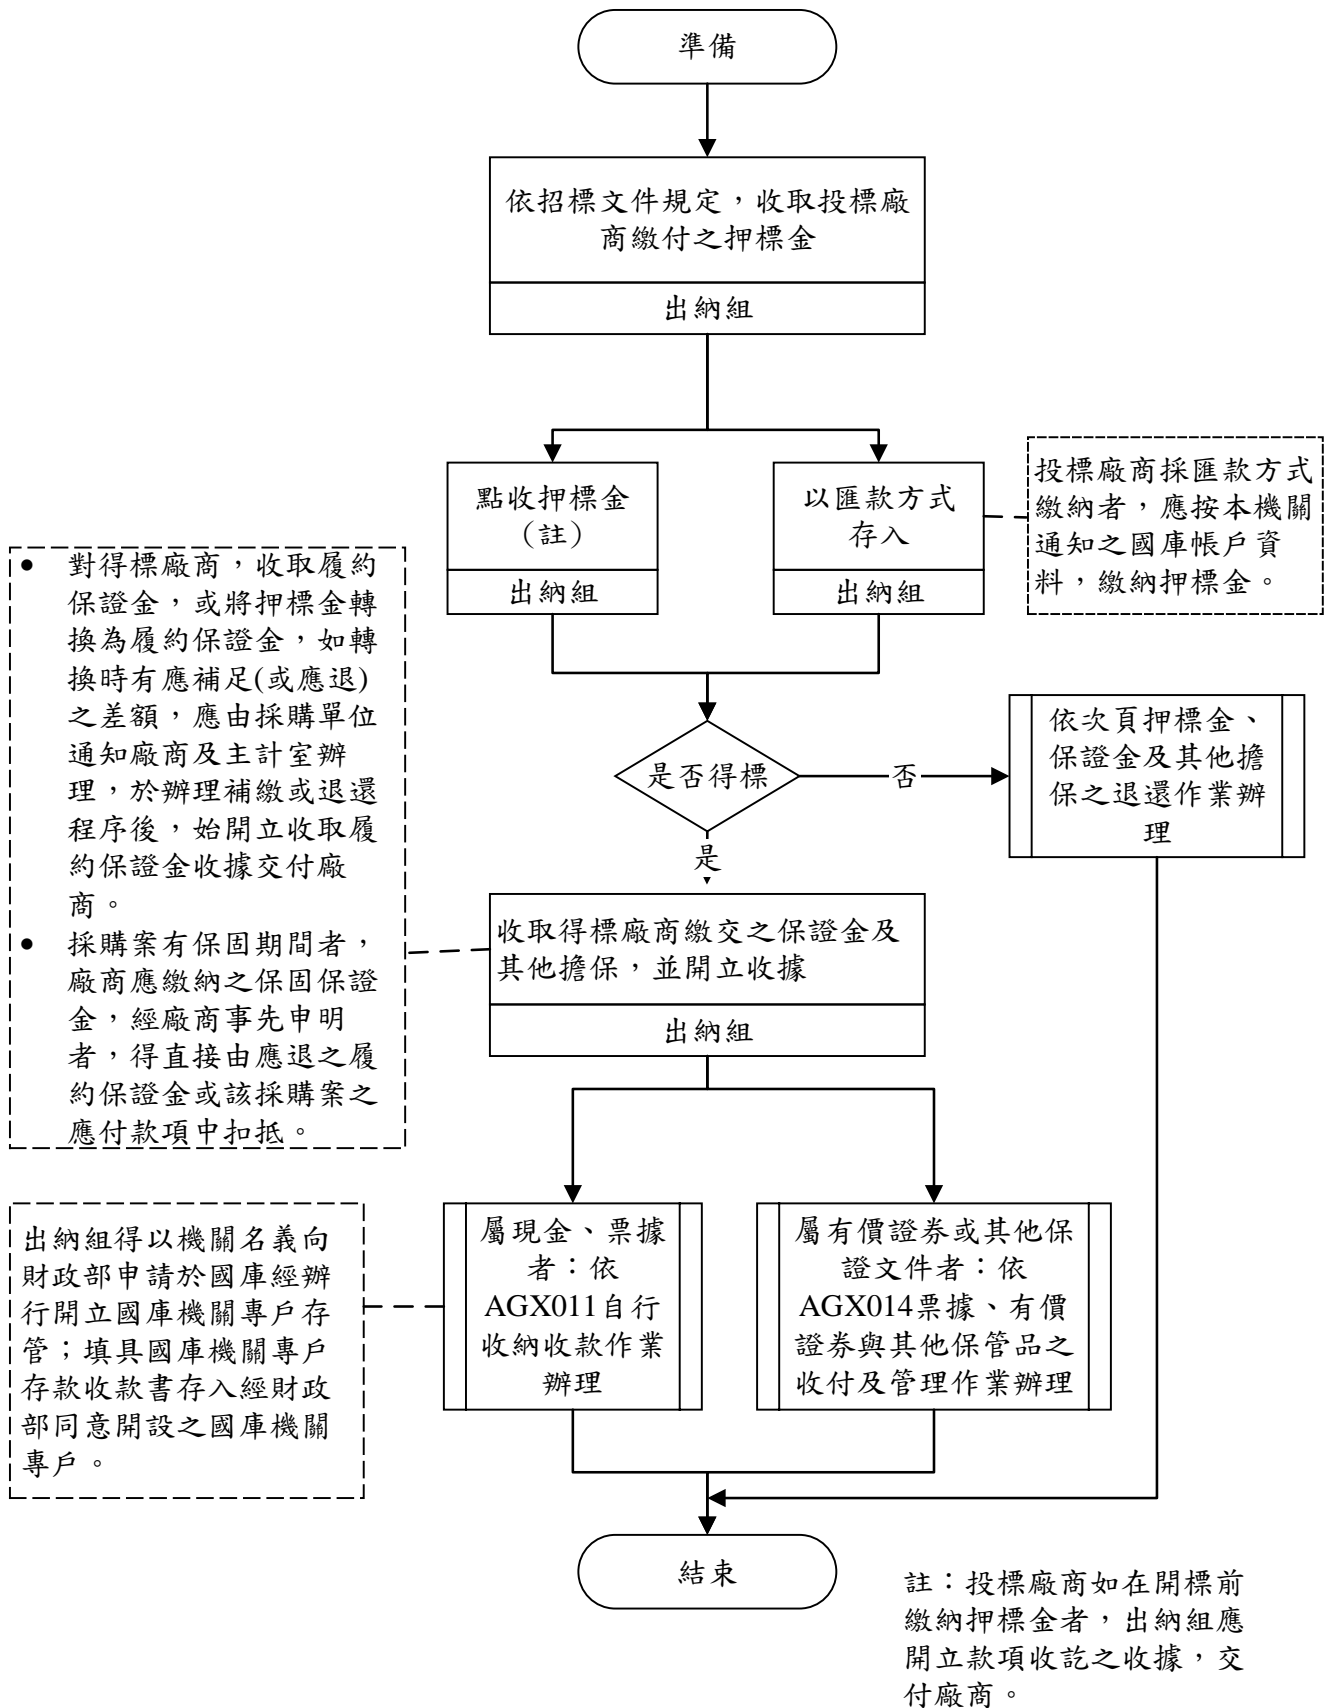 準備
依招標文件規定，收取投標廠
商繳付之押標金
出納組
點收押標金
（註）
出納組
以匯款方式
存入
出納組
投標廠商採匯款方式
繳納者，應按本機關
通知之國庫帳戶資
料，繳納押標金。
• 對得標廠商，收取履約
保證金，或將押標金轉
換為履約保證金，如轉
換時有應補足(或應退)
之差額，應由採購單位
通知廠商及主計室辦
理，於辦理補繳或退還
程序後，始開立收取履
約保證金收據交付廠
商。
• 採購案有保固期間者，
廠商應繳納之保固保證
金，經廠商事先申明
者，得直接由應退之履
約保證金或該採購案之
應付款項中扣抵。
是否得標
否
依次頁押標金、
保證金及其他擔
保之退還作業辦
理
是
收取得標廠商繳交之保證金及
其他擔保，並開立收據
出納組
出納組得以機關名義向
財政部申請於國庫經辦
行開立國庫機關專戶存
管；填具國庫機關專戶
存款收款書存入經財政
部同意開設之國庫機關
專戶。
屬現金、票據
者：依
AGX011自行
收納收款作業
辦理
屬有價證券或其他保
證文件者：依
AGX014票據、有價
證券與其他保管品之
收付及管理作業辦理
結束
註：投標廠商如在開標前
繳納押標金者，出納組應
開立款項收訖之收據，交
付廠商。